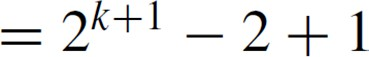 = 2^{k+1} − 2 + 1